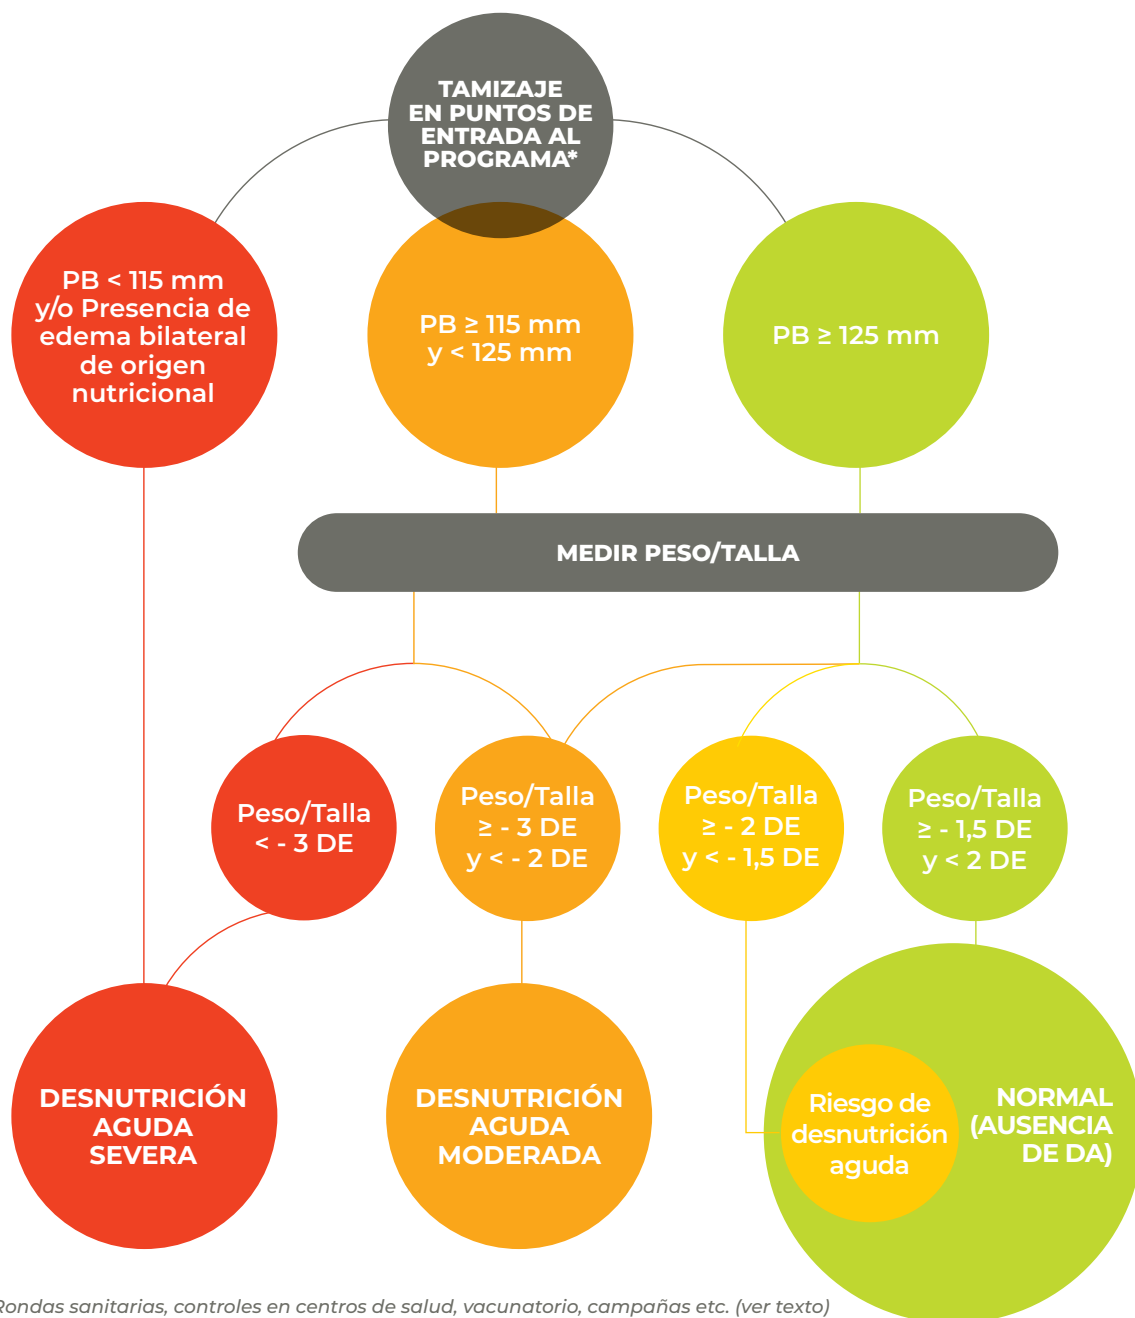 TAMIZAJE
EN PUNTOS DE
ENTRADA AL
PROGRAMA*
PB < 115 mm
y/o Presencia de
edema bilateral
de origen
nutricional
PB ≥ 115 mm
y < 125 mm
PB ≥ 125 mm
MEDIR PESO/TALLA
Peso/Talla
< - 3 DE
Peso/Talla
≥ - 3 DE
y < - 2 DE
Peso/Talla
≥ - 2 DE
y < - 1,5 DE
Peso/Talla
≥ - 1,5 DE
y < 2 DE
DESNUTRICIÓN
AGUDA
SEVERA
DESNUTRICIÓN
AGUDA
MODERADA
Riesgo de
desnutrición
aguda
NORMAL
(AUSENCIA
DE DA)
Rondas sanitarias, controles en centros de salud, vacunatorio, campañas etc. (ver texto)